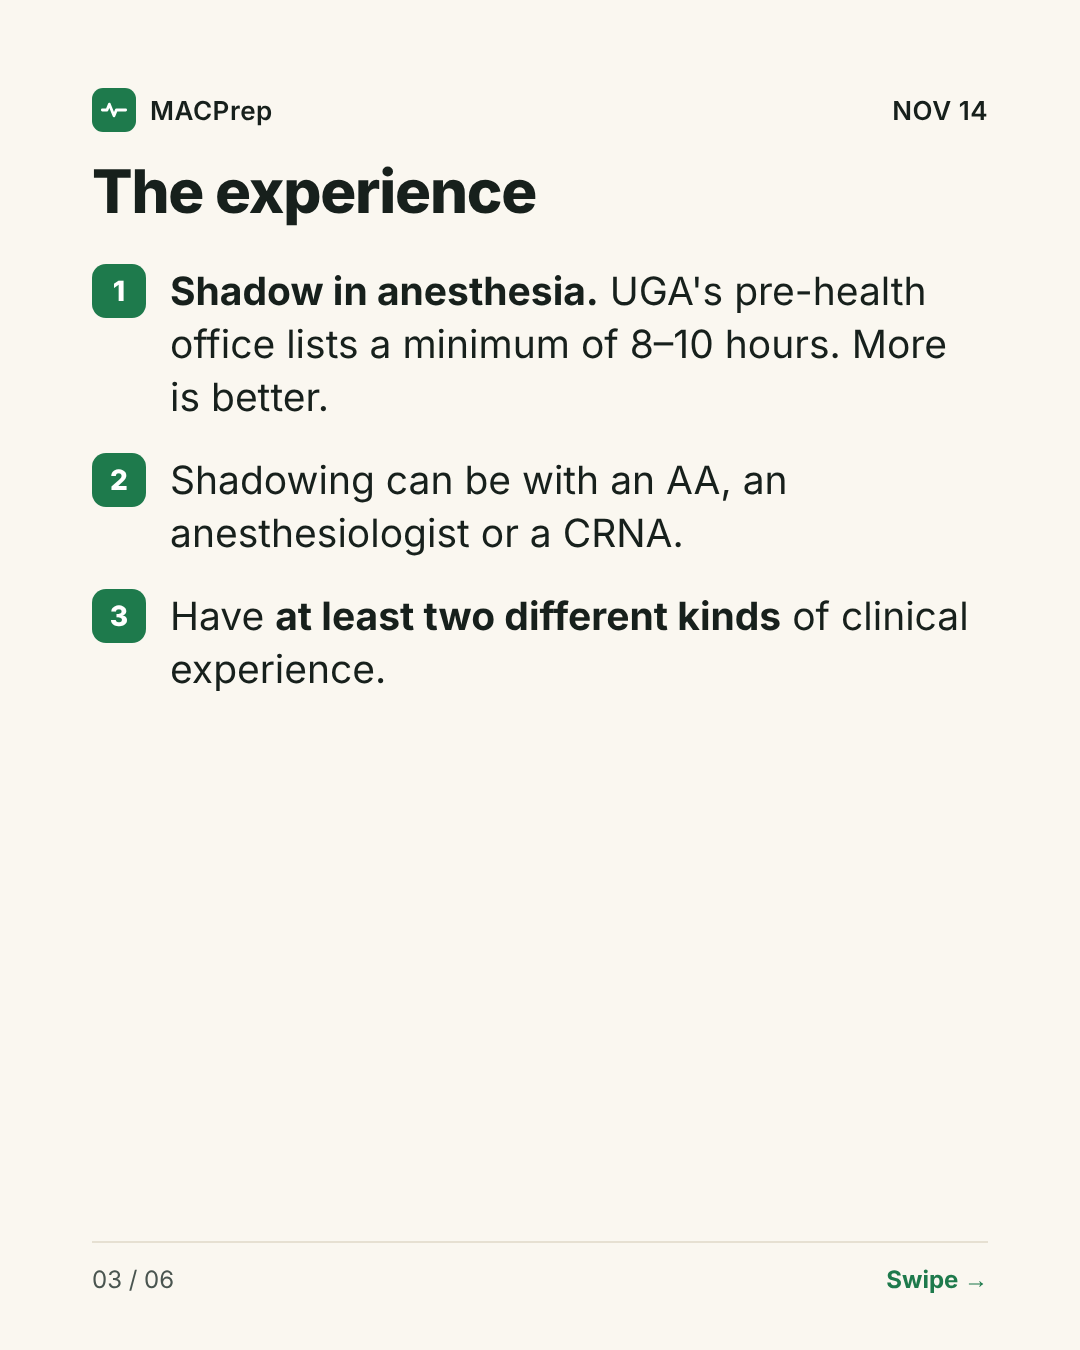 MACPrep
NOV 14
The experience
1 Shadow in anesthesia. UGA's pre-health
office lists a minimum of 8–10 hours. More
is better.
2 Shadowing can be with an AA, an
anesthesiologist or a CRNA.
3 Have at least two different kinds of clinical
experience.
03 / 06
Swipe →